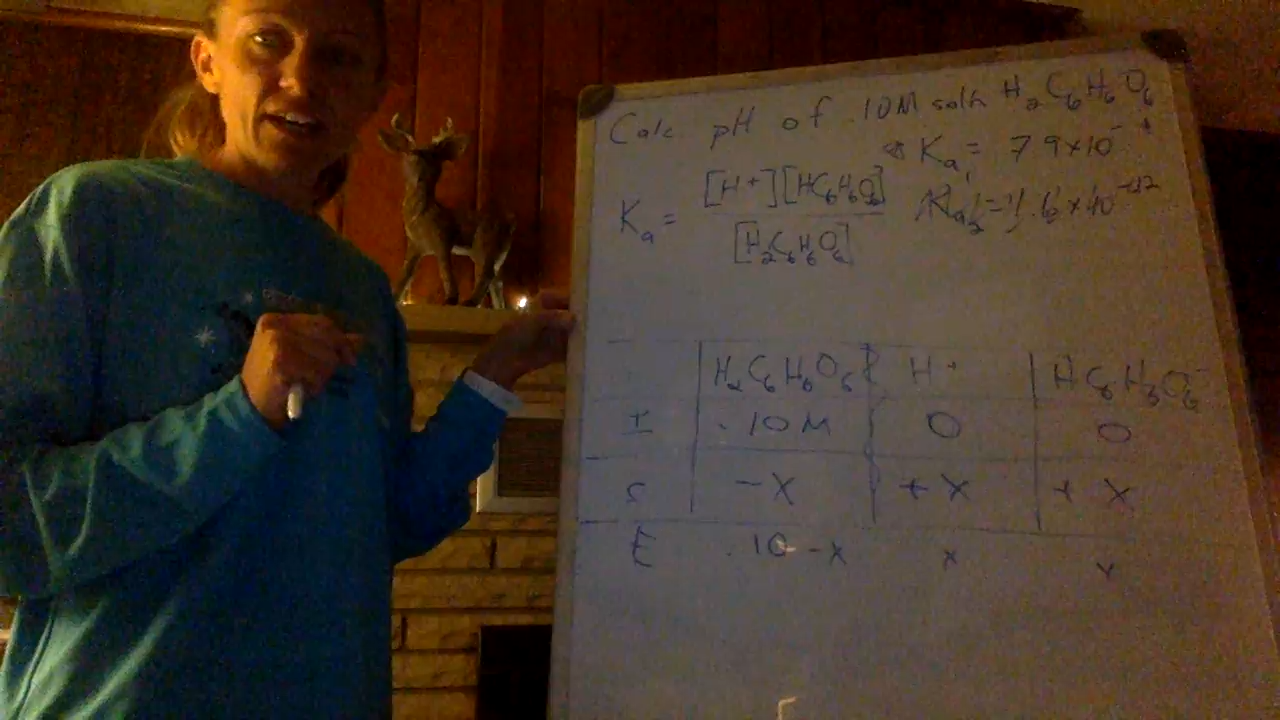 Calc pH of .10M soln H₂C₆H₆O₆
* Kₐ₁ = 7.9×10⁻
Kₐ = [H+][HC₆H₆O₆] / [H₂C₆H₆O₆]
Kₐ₂=1.6×10⁻¹²
H₂C₆H₆O₆ H+ HC₆H₆O₆⁻
I .10M 0 0
C -X +X +X
E .10-x x x